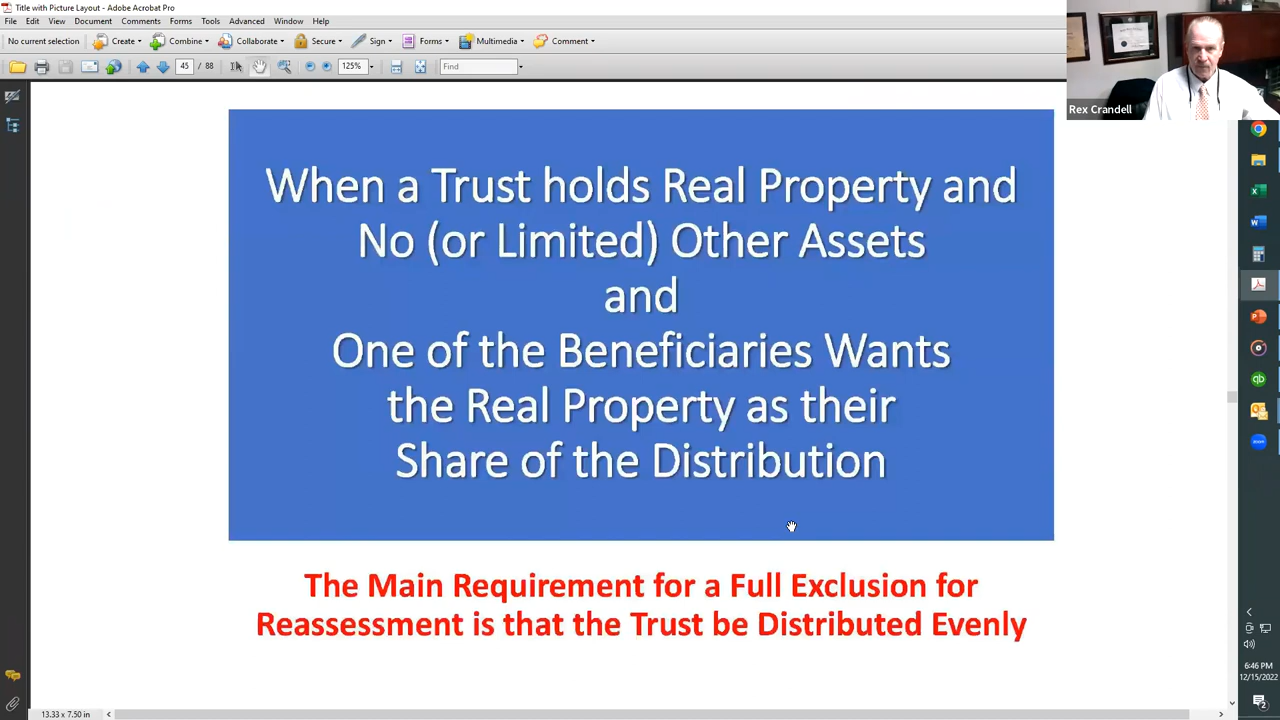 Title with Picture Layout - Adobe Acrobat Pro
File Edit View Document Comments Forms Tools Advanced Window Help
No current selection Create Combine Collaborate Secure Sign Forms Multimedia Comment
45 / 88 125% Find
Rex Crandell
When a Trust holds Real Property and
No (or Limited) Other Assets
and
One of the Beneficiaries Wants
the Real Property as their
Share of the Distribution
The Main Requirement for a Full Exclusion for
Reassessment is that the Trust be Distributed Evenly
6:46 PM
12/15/2022
2
13.33 x 7.50 in